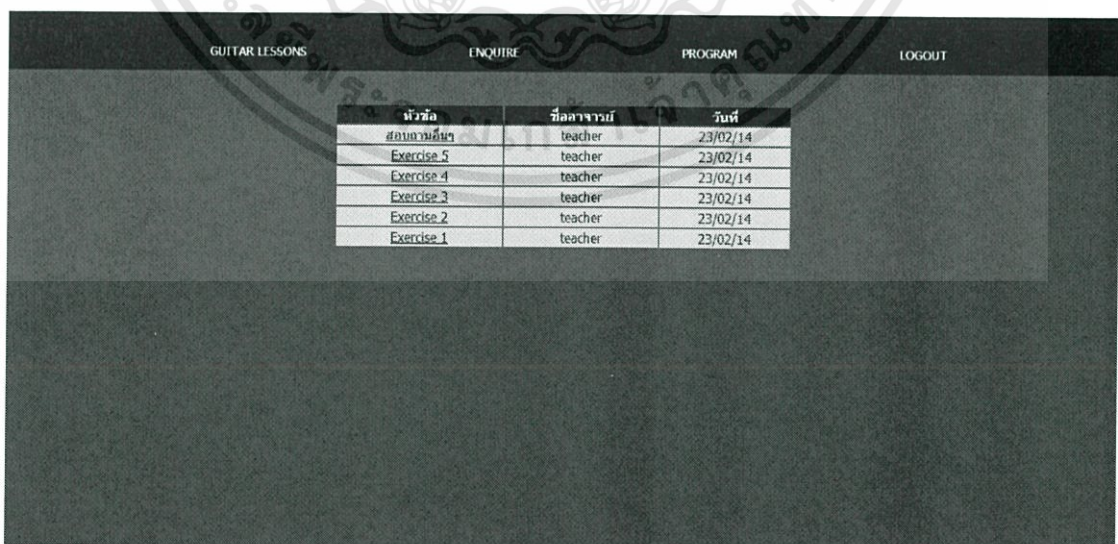 GUITAR LESSONS ENQUIRE PROGRAM LOGOUT
หัวข้อ ชื่ออาจารย์ วันที่
สอบถามอื่นๆ teacher 23/02/14
Exercise 5 teacher 23/02/14
Exercise 4 teacher 23/02/14
Exercise 3 teacher 23/02/14
Exercise 2 teacher 23/02/14
Exercise 1 teacher 23/02/14